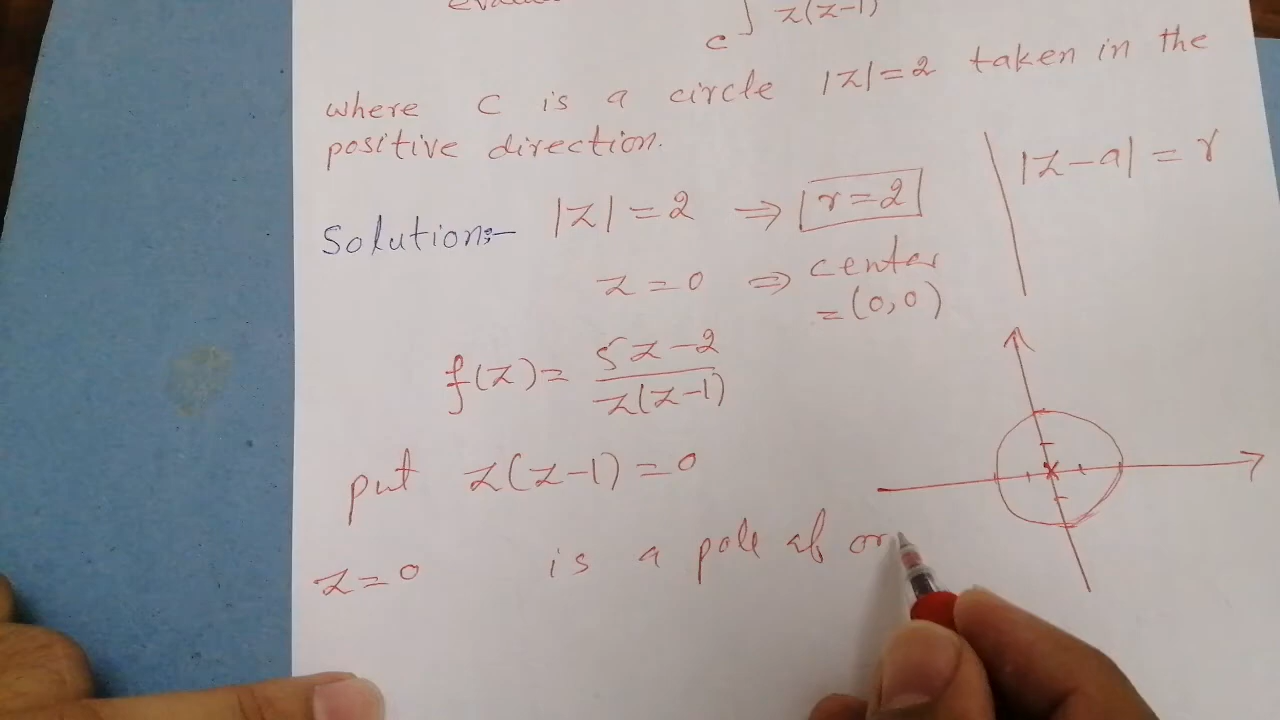 z(z-1)
c
where c is a circle |z|=2 taken in the
positive direction.
|z-a| = r
Solution:- |z| = 2 ⇒ r=2
z=0 ⇒ center
=(0,0)
f(z)= 5z-2
z(z-1)
put z(z-1)=0
z=0 is a pole of or